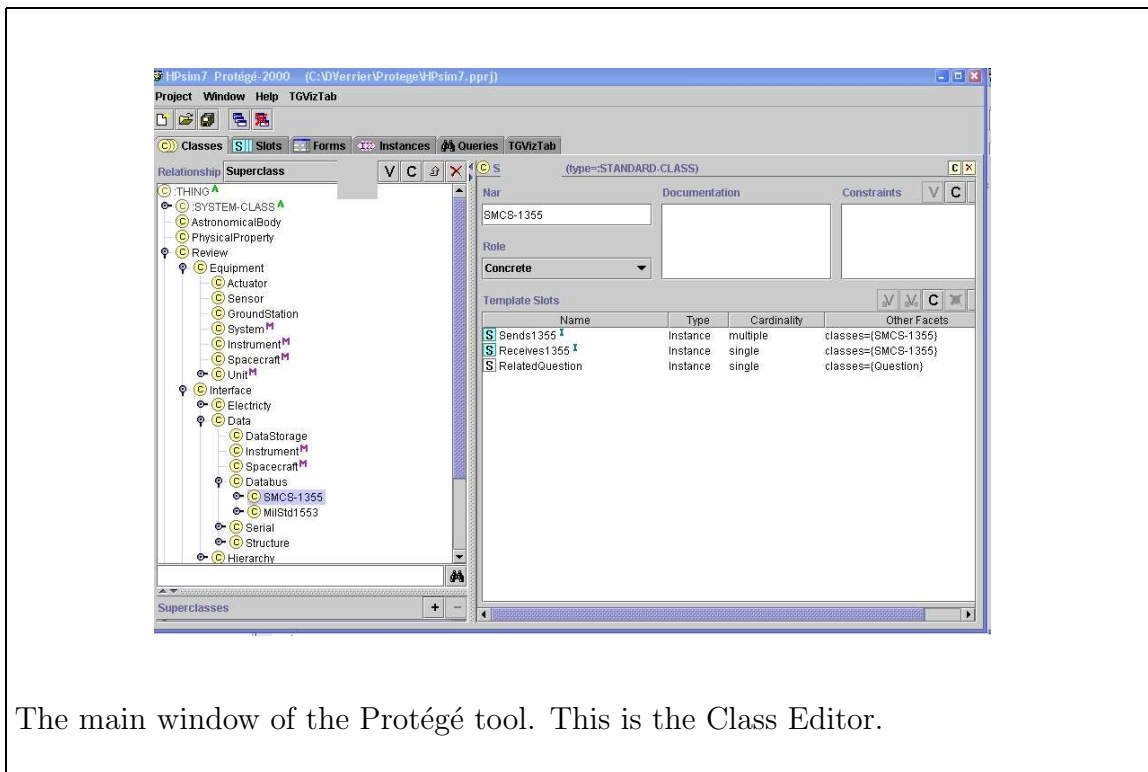 HPsim7 Protégé-2000 (C:\DVerrier\Protege\HPsim7.pprj)
Project Window Help TGVizTab
C Classes S Slots Forms Instances Queries TGVizTab
Relationship Superclass V C
C S (type=:STANDARD-CLASS) C X
C :THING A
C :SYSTEM-CLASS A
C AstronomicalBody
C PhysicalProperty
C Review
C Equipment
C Actuator
C Sensor
C GroundStation
C System M
C Instrument M
C Spacecraft M
C Unit M
C Interface
C Electricty
C Data
C DataStorage
C Instrument M
C Spacecraft M
C Databus
C SMCS-1355
C MilStd1553
C Serial
C Structure
C Hierarchy
Superclasses + -
Nar Documentation Constraints V C
SMCS-1355
Role
Concrete
Template Slots V V C
Name Type Cardinality Other Facets
S Sends1355 I Instance multiple classes={SMCS-1355}
S Receives1355 I Instance single classes={SMCS-1355}
S RelatedQuestion Instance single classes={Question}
The main window of the Protégé tool. This is the Class Editor.